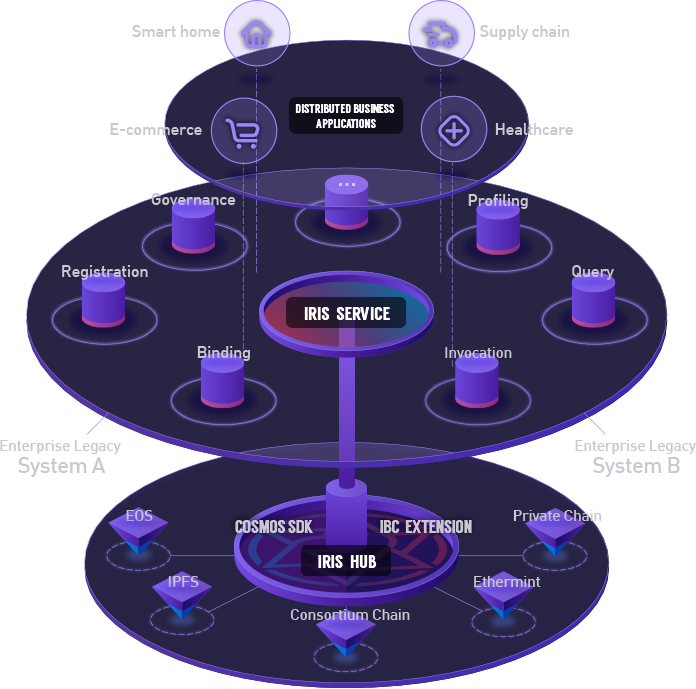 Smart home
Supply chain
DISTRIBUTED BUSINESS
APPLICATIONS
E-commerce
Healthcare
...
Governance
Profiling
Registration
Query
IRIS SERVICE
Binding
Invocation
Enterprise Legacy
System A
Enterprise Legacy
System B
EOS
Private Chain
COSMOS SDK
IBC EXTENSION
IRIS HUB
IPFS
Ethermint
Consortium Chain